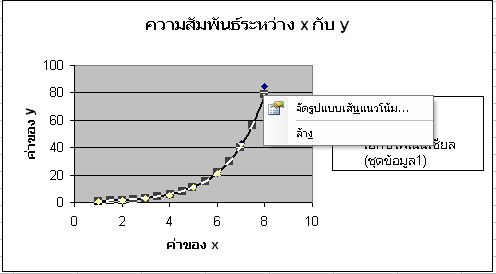 ความสัมพันธ์ระหว่าง x กับ y
ค่าของ y
100
80
60
40
20
0
0
2
4
6
8
10
ค่าของ x
จัดรูปแบบเส้นแนวโน้ม...
ล้าง
(ชุดข้อมูล1)